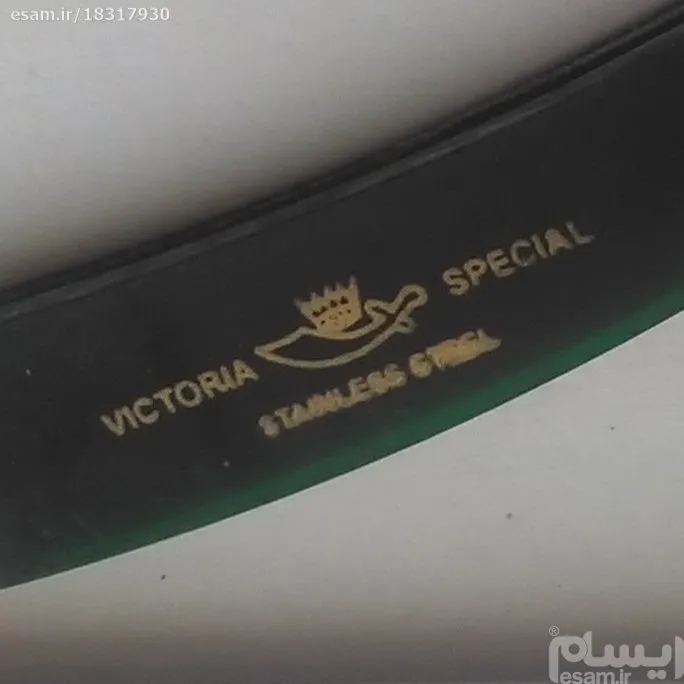 esam.ir/18317930
VICTORIA SPECIAL
STAINLESS STEEL
ایسام®
esam.ir